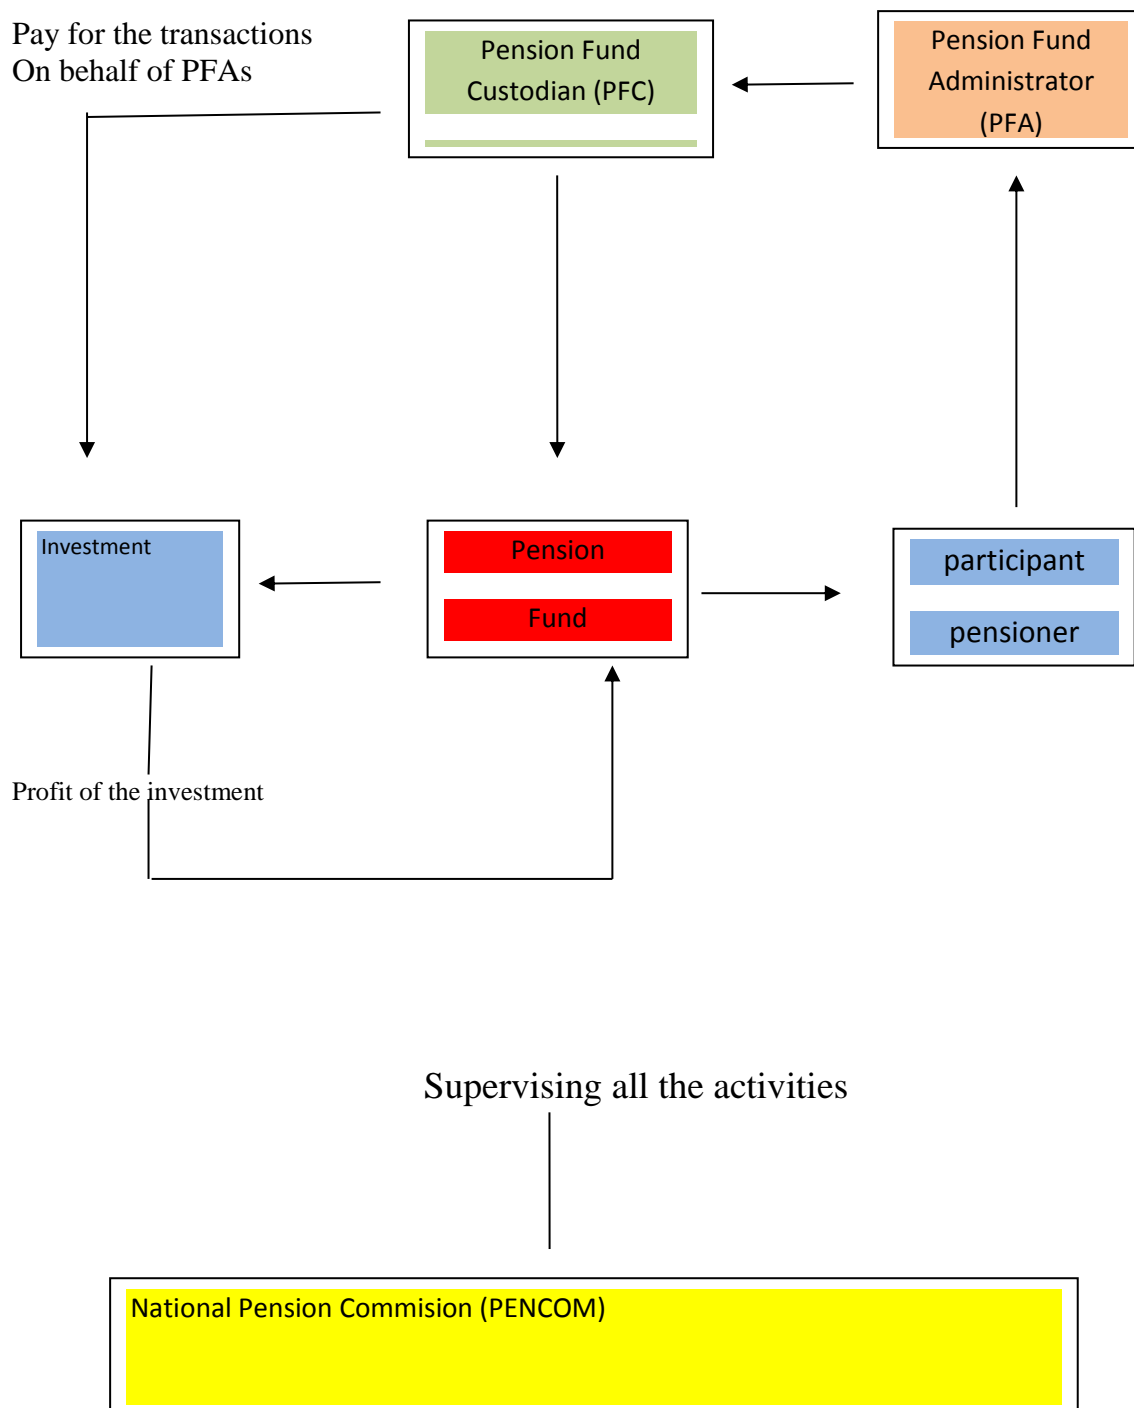 Pay for the transactions
On behalf of PFAs
Pension Fund
Custodian (PFC)
Pension Fund
Administrator
(PFA)
Investment
Pension
Fund
participant
pensioner
Profit of the investment
Supervising all the activities
National Pension Commision (PENCOM)